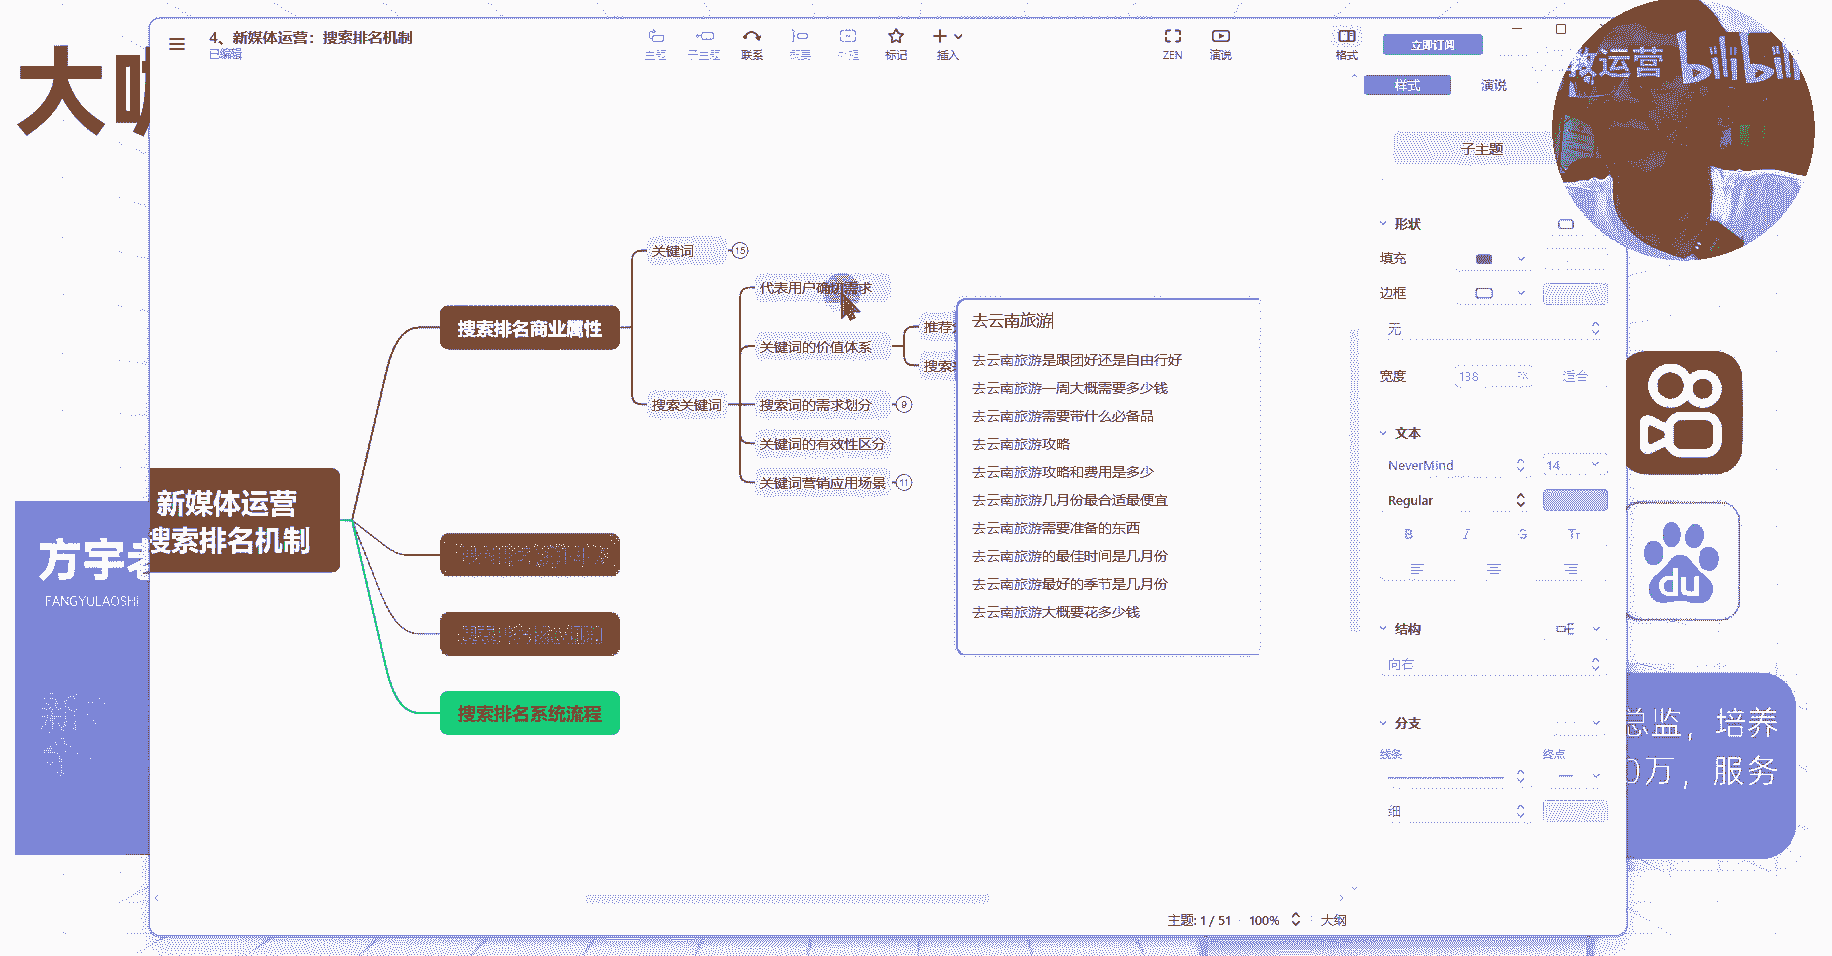 大
4、新媒体运营：搜索排名机制
已编辑
主题
子主题
联系
概要
外框
标记
插入
ZEN
演说
格式
立即订阅
样式
演说
子主题
运营 bilibili
形状
填充
边框
无
宽度
138
适合
文本
NeverMind
14
Regular
B
I
S
Tт
结构
向右
分支
线条
终点
细
关键词
15
代表用户确切需求
搜索排名商业属性
关键词的价值体系
推荐
搜索
搜索关键词
搜索词的需求划分
9
关键词的有效性区分
关键词营销应用场景
11
去云南旅游
去云南旅游是跟团好还是自由行好
去云南旅游一周大概需要多少钱
去云南旅游需要带什么必备品
去云南旅游攻略
去云南旅游攻略和费用是多少
去云南旅游几月份最合适最便宜
去云南旅游需要准备的东西
去云南旅游的最佳时间是几月份
去云南旅游最好的季节是几月份
去云南旅游大概要花多少钱
新媒体运营
搜索排名机制
搜索排名系统流程
方宇老
FANGYULAOSHI
du
总监，培养
0万，服务
主题: 1 / 51
100%
大纲